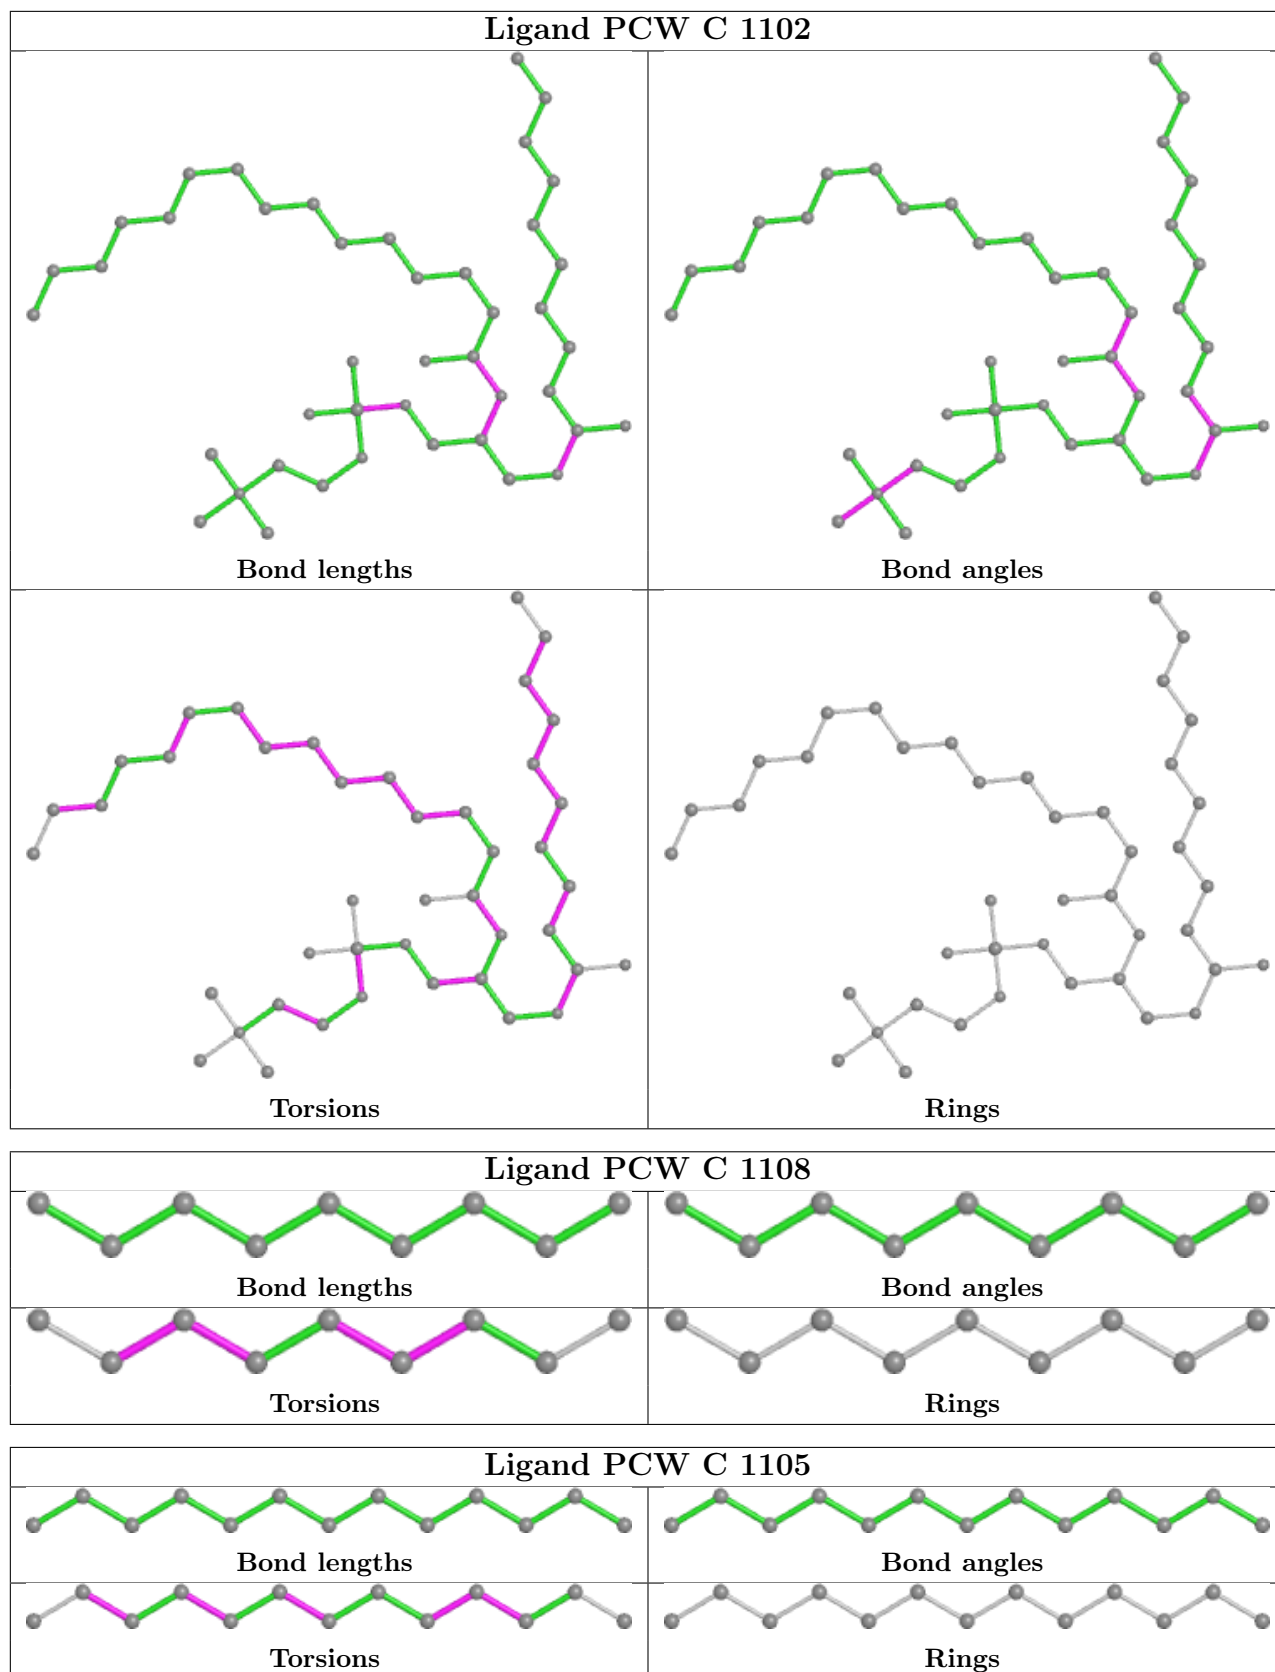 Ligand PCW C 1102
Bond lengths
Bond angles
Torsions
Rings
Ligand PCW C 1108
Bond lengths
Bond angles
Torsions
Rings
Ligand PCW C 1105
Bond lengths
Bond angles
Torsions
Rings